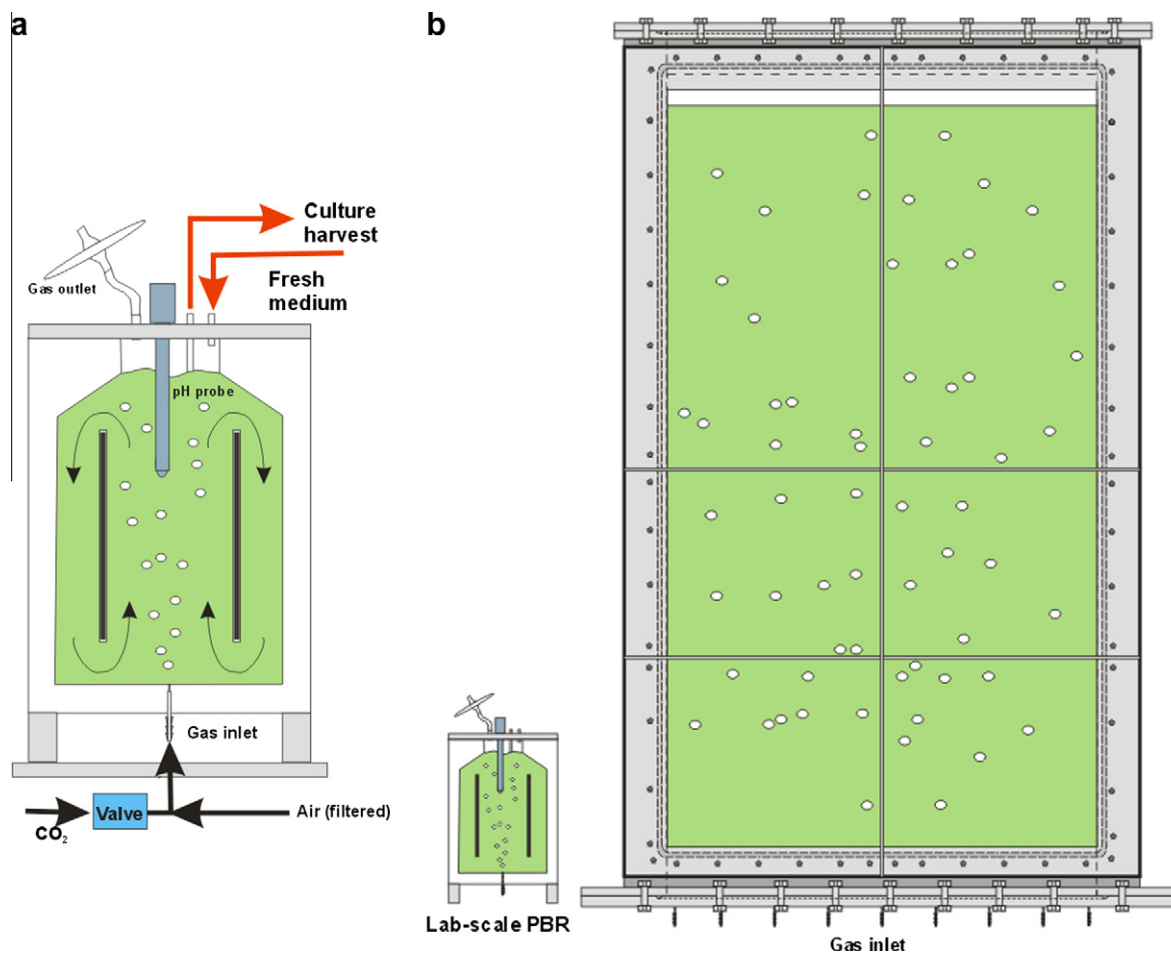 a
b
Culture
harvest
Gas outlet
Fresh
medium
pH probe
Gas inlet
Valve
Air (filtered)
CO₂
Lab-scale PBR
Gas inlet